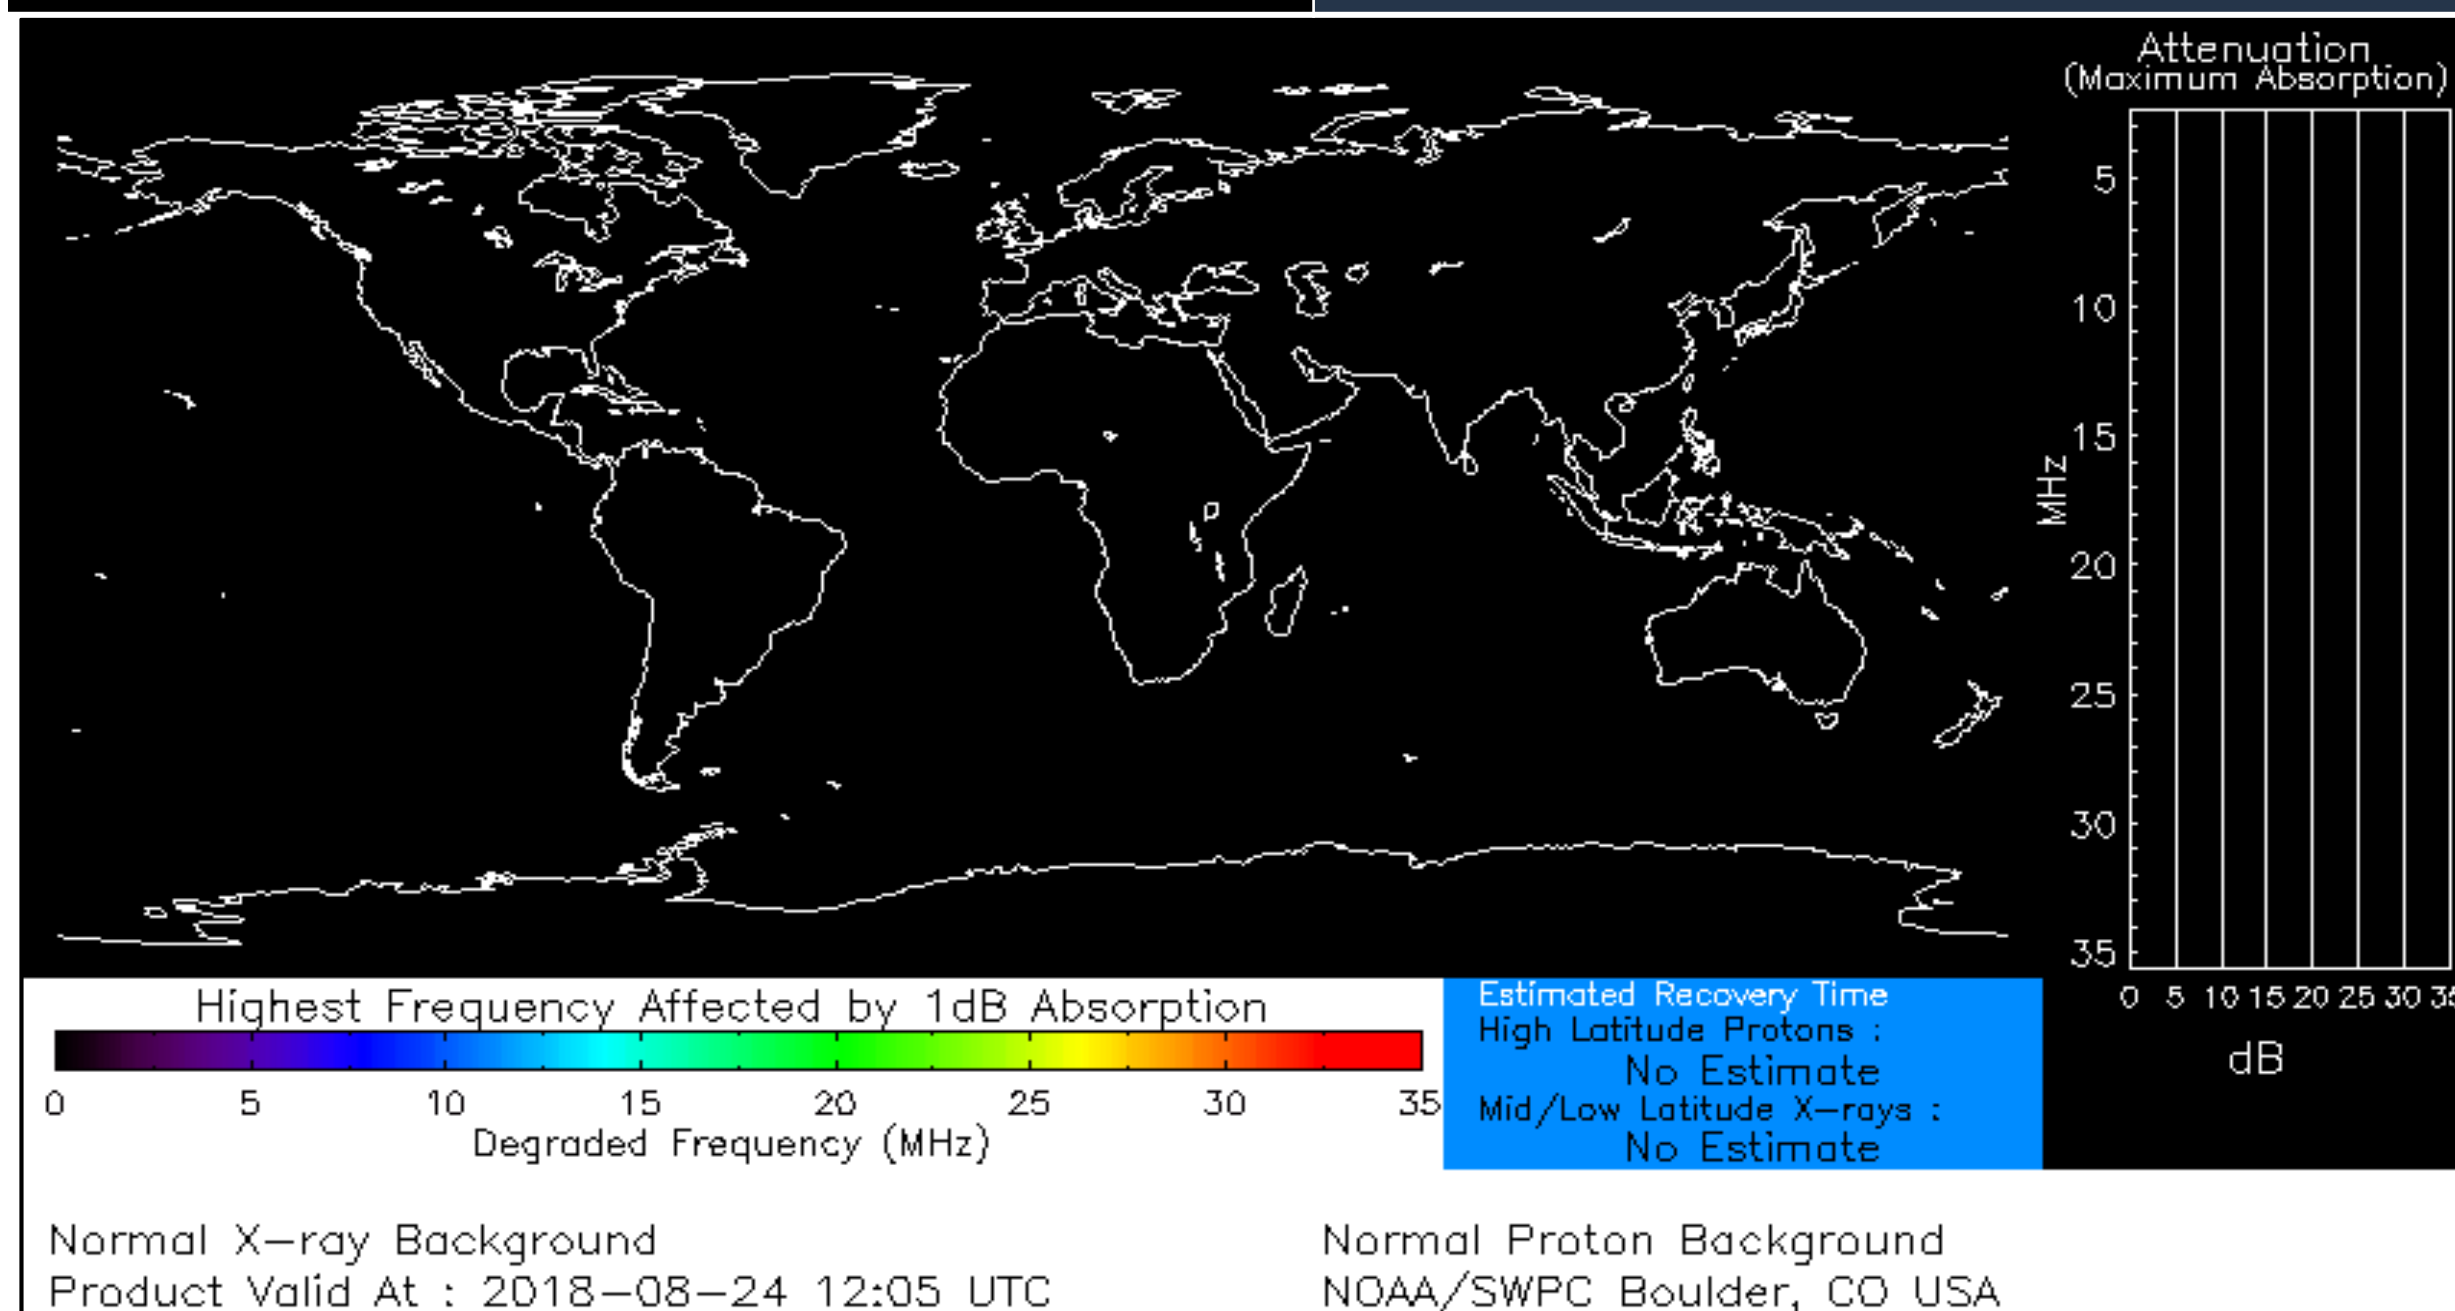 Attenuation
(Maximum Absorption)
5
10
15
20
25
30
35
MHz
0 5 10 15 20 25 30
dB
Highest Frequency Affected by 1dB Absorption
0 5 10 15 20 25 30 35
Degraded Frequency (MHz)
Estimated Recovery Time
High Latitude Protons :
No Estimate
Mid/Low Latitude X-rays :
No Estimate
Normal X-ray Background
Normal Proton Background
Product Valid At : 2018-08-24 12:05 UTC
NOAA/SWPC Boulder, CO USA